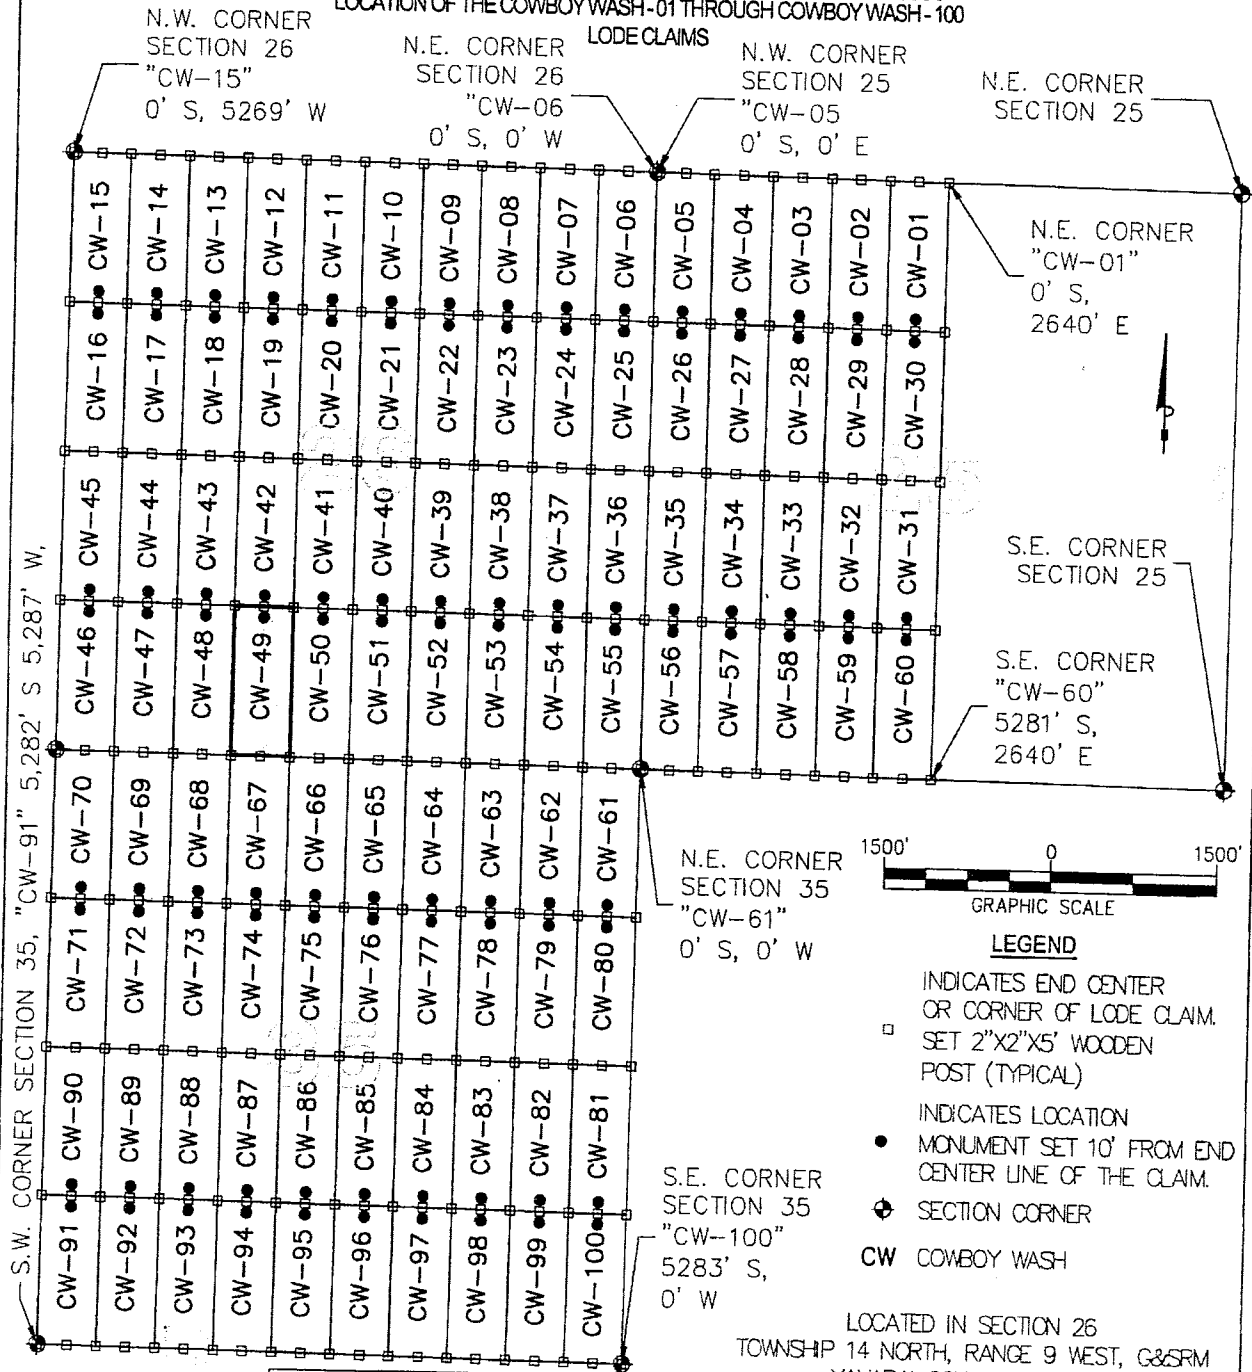 LOCATION OF THE COWBOY WASH-01 THROUGH COWBOY WASH-100
LODE CLAIMS
N.W. CORNER
SECTION 26
"CW-15"
0' S, 5269' W
N.E. CORNER
SECTION 26
"CW-06
0' S, 0' W
N.W. CORNER
SECTION 25
"CW-05
0' S, 0' E
N.E. CORNER
SECTION 25
CW-15 CW-14 CW-13 CW-12 CW-11 CW-10 CW-09 CW-08 CW-07 CW-06 CW-05 CW-04 CW-03 CW-02 CW-01
N.E. CORNER
"CW-01"
0' S,
2640' E
CW-16 CW-17 CW-18 CW-19 CW-20 CW-21 CW-22 CW-23 CW-24 CW-25 CW-26 CW-27 CW-28 CW-29 CW-30
CW-45 CW-44 CW-43 CW-42 CW-41 CW-40 CW-39 CW-38 CW-37 CW-36 CW-35 CW-34 CW-33 CW-32 CW-31
S.E. CORNER
SECTION 25
CW-46 CW-47 CW-48 CW-49 CW-50 CW-51 CW-52 CW-53 CW-54 CW-55 CW-56 CW-57 CW-58 CW-59 CW-60
S.E. CORNER
"CW-60"
5281' S,
2640' E
CW-70 CW-69 CW-68 CW-67 CW-66 CW-65 CW-64 CW-63 CW-62 CW-61
N.E. CORNER
SECTION 35
"CW-61"
0' S, 0' W
CW-71 CW-72 CW-73 CW-74 CW-75 CW-76 CW-77 CW-78 CW-79 CW-80
CW-90 CW-89 CW-88 CW-87 CW-86 CW-85 CW-84 CW-83 CW-82 CW-81
CW-91 CW-92 CW-93 CW-94 CW-95 CW-96 CW-97 CW-98 CW-99 CW-100
S.E. CORNER
SECTION 35
"CW-100"
5283' S,
0' W
S.W. CORNER SECTION 35, "CW-91" 5,282' S 5,287' W,
1500' 0 1500'
GRAPHIC SCALE
LEGEND
INDICATES END CENTER
OR CORNER OF LODE CLAIM.
SET 2"X2"X5' WOODEN
POST (TYPICAL)
INDICATES LOCATION
MONUMENT SET 10' FROM END
CENTER LINE OF THE CLAIM.
SECTION CORNER
CW COWBOY WASH
LOCATED IN SECTION 26
TOWNSHIP 14 NORTH, RANGE 9 WEST, G&SRM